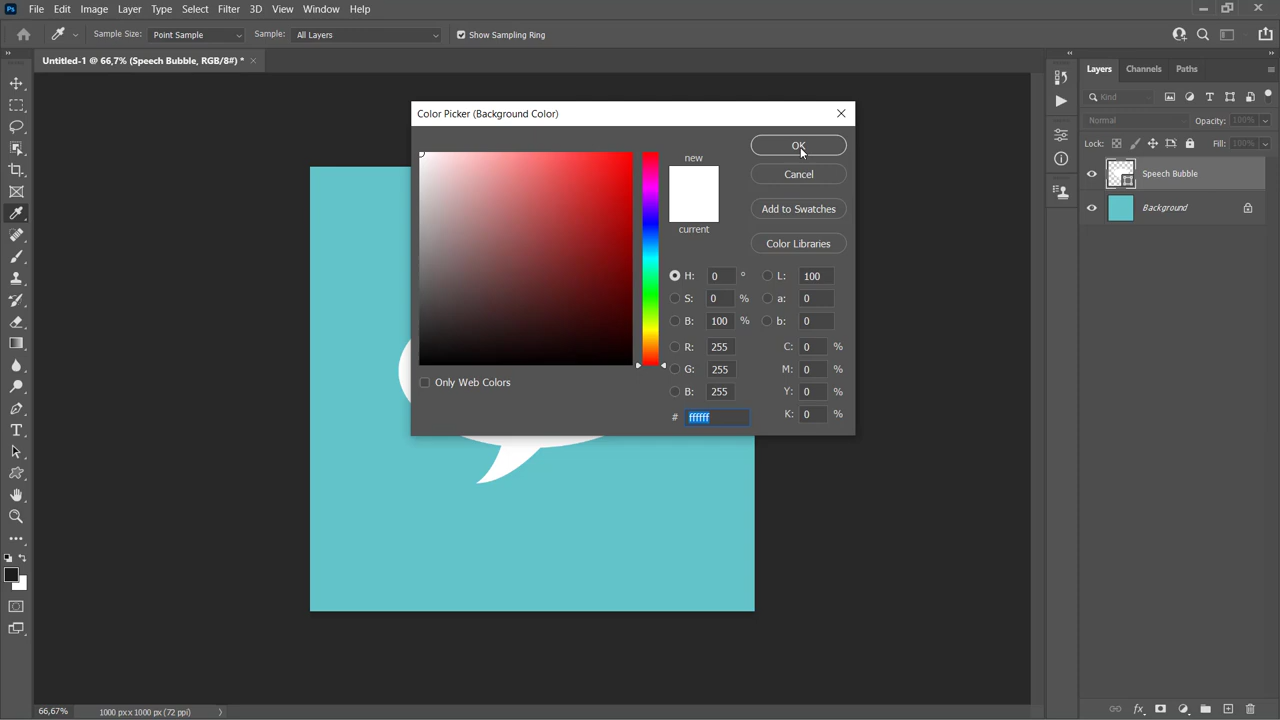 Ps File Edit Image Layer Type Select Filter 3D View Window Help
Sample Size: Point Sample Sample: All Layers Show Sampling Ring
Untitled-1 @ 66,7% (Speech Bubble, RGB/8#) *
Color Picker (Background Color)
new
current
OK
Cancel
Add to Swatches
Color Libraries
H: 0 °
S: 0 %
B: 100 %
R: 255
G: 255
B: 255
# ffffff
L: 100
a: 0
b: 0
C: 0 %
M: 0 %
Y: 0 %
K: 0 %
Only Web Colors
Layers Channels Paths
Kind
Normal Opacity: 100%
Lock: Fill: 100%
Speech Bubble
Background
66,67% 1000 px x 1000 px (72 ppi)